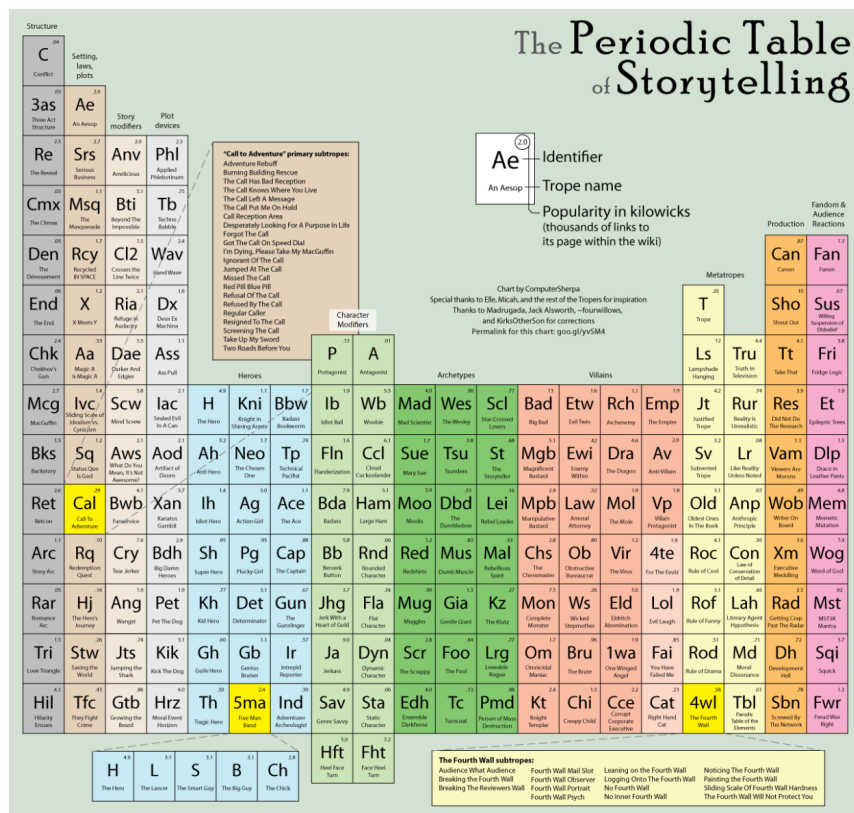 The Periodic Table
of Storytelling
Structure
C
Conflict
Setting,
laws,
plots
3as Ae
Three Act
Structure
An Aesop
Story
modifiers
Plot
devices
2.0
Ae
An Aesop
Identifier
Trope name
Popularity in kilowicks
(thousands of links to
its page within the wiki)
"Call to Adventure" primary subtropes:
Adventure Rebuff
Burning Building Rescue
The Call Has Bad Reception
The Call Knows Where You Live
The Call Left A Message
The Call Put Me On Hold
Call Reception Area
Desperately Looking For A Purpose In Life
Forgot The Call
Got The Call On Speed Dial
I'm Dying, Please Take My MacGuffin
Ignorant Of The Call
Jumped At The Call
Missed The Call
Red Pill Blue Pill
Refusal Of The Call
Refused By The Call
Regular Caller
Resigned To The Call
Screening The Call
Take Up My Sword
Two Roads Before You
Chart by ComputerSherpa
Special thanks to Elle, Micah, and the rest of the Tropers for inspiration
Thanks to Madrugada, Jack Alsworth, ~fourwillows,
and KirksOtherSon for corrections
Permalink for this chart: goo.gl/yvSM4
Re Srs Anv Phl
The Reveal
Serious
Business
Anvilicious
Applied
Phlebotinum
Cmx Msq Bti Tb
The Climax
The
Masquerade
Beyond The
Impossible
Techno
Babble
Production
Fandom &
Audience
Reactions
Den Rcy Cl2 Wav Can Fan
The
Dénouement
Recycled
IN SPACE
Crosses the
Line Twice
Hand Wave
Canon
Fanon
Metatropes
End X Ria Dx T Sho Sus
The End
X Meets Y
Refuge in
Audacity
Deus Ex
Machina
Trope
Shout Out
Willing
Suspension of
Disbelief
Character
Modifiers
Chk Aa Dae Ass P A Ls Tru Tt Fri
Chekhov's
Gun
Magic A
Is Magic A
Darker And
Edgier
Ass Pull
Protagonist
Antagonist
Lampshade
Hanging
Truth In
Television
Take That
Fridge Logic
Heroes
Archetypes
Villains
Mcg Ivc Scw Iac H Kni Bbw Ib Wb Mad Wes Scl Bad Etw Rch Emp Jt Rur Res Et
MacGuffin
Sliding Scale of
Idealism vs.
Cynicism
Mind Screw
Sealed Evil
In A Can
The Hero
Knight In
Shining Armor
Badass
Bookworm
Idiot Ball
Woobie
Mad Scientist
The Wesley
Star-Crossed
Lovers
Big Bad
Evil Twin
Archenemy
The Empire
Justified
Trope
Reality Is
Unrealistic
Did Not Do
The Research
Epileptic Trees
Bks Sq Aws Aod Ah Neo Tp Fln Ccl Sue Tsu St Mgb Ewi Dra Av Sv Lr Vam Dlp
Backstory
Status Quo
Is God
What Do You
Mean, It's Not
Awesome?
Artifact of
Doom
Anti Hero
The Chosen
One
Technical
Pacifist
Flanderization
Cloud
Cuckoolander
Mary Sue
Tsundere
The
Storyteller
Magnificent
Bastard
Enemy
Within
The Dragon
Anti-Villain
Subverted
Trope
Like Reality
Unless Noted
Viewers Are
Morons
Draco in
Leather Pants
Ret Cal Bwb Xan Ih Ag Ace Bda Ham Moo Dbd Lei Mpb Law Mol Vp Old Anp Wob Mem
Retcon
Call To
Adventure
Fanservice
Xanatos
Gambit
Idiot Hero
Action Girl
The Ace
Badass
Large Ham
Mooks
The
Dumbledore
Rebel Leader
Manipulative
Bastard
Amoral
Attorney
The Mole
Villain
Protagonist
Oldest Ones
In The Book
Anthropic
Principle
Writer On
Board
Memetic
Mutation
Arc Rq Cry Bdh Sh Pg Cap Bb Rnd Red Mus Mal Chs Ob Vir 4te Roc Con Xm Wog
Story Arc
Redemption
Quest
Tear Jerker
Big Damn
Heroes
Super Hero
Plucky Girl
The Captain
Berserk
Button
Rounded
Character
Redshirts
Dumb Muscle
Rebellious
Spirit
The
Chessmaster
Obstructive
Bureaucrat
The Virus
For The Evulz
Rule of Cool
Law of
Conservation
of Detail
Executive
Meddling
Word of God
Rar Hj Ang Pet Kh Det Gun Jhg Fla Mug Gia Kz Mon Ws Eld Lol Rof Lah Rad Mst
Romance
Arc
The Hero's
Journey
Wangst
Pet The Dog
Kid Hero
Determinator
The
Gunslinger
Jerk With a
Heart of Gold
Flat
Character
Muggles
Gentle Giant
The Klutz
Complete
Monster
Wicked
Stepmother
Eldritch
Abomination
Evil Laugh
Rule of Funny
Literary Agent
Hypothesis
Getting Crap
Past The Radar
MST3K
Mantra
Tri Stw Jts Kik Gh Gb Ir Jrk Dyn Scr Foo Lrg Om Bru 1wa Fai Rod Md Dh Sqi
Love Triangle
Saving the
World
Jumping the
Shark
Kick The Dog
Guile Hero
Genius
Bruiser
Intrepid
Reporter
Jerkass
Dynamic
Character
The Scrappy
The Fool
Loveable
Rogue
Omnicidal
Maniac
The Brute
One Winged
Angel
You Have
Failed Me
Rule of Drama
Moral
Dissonance
Development
Hell
Squick
Hil Tfc Gtb Hrz Th 5ma Ind Sav Sta Edh Tc Pmd Kt Chi Cce Cat 4wl Tbl Sbn Fwr
Hilarity
Ensues
They Fight
Crime
Growing the
Beard
Moral Event
Horizon
Tragic Hero
Five Man
Band
Adventurer
Archeologist
Genre Savvy
Static
Character
Ensemble
Darkhorse
Turncoat
Person of Mass
Destruction
Knight
Templar
Creepy Child
Corrupt
Corporate
Executive
Right Hand
Cat
The Fourth
Wall
Periodic
Table of the
Elements
Screwed By
The Network
Freud Was
Right
Hft Fht
Heel Face
Turn
Face Heel
Turn
H L S B Ch
The Hero The Lancer The Smart Guy The Big Guy The Chick
The Fourth Wall subtropes:
Audience What Audience
Breaking the Fourth Wall
Breaking The Reviewers Wall
Fourth Wall Mail Slot
Fourth Wall Observer
Fourth Wall Portrait
Fourth Wall Psych
Leaning on the Fourth Wall
Logging Onto The Fourth Wall
No Fourth Wall
No Inner Fourth Wall
Noticing The Fourth Wall
Painting the Fourth Wall
Sliding Scale Of Fourth Wall Hardness
The Fourth Wall Will Not Protect You